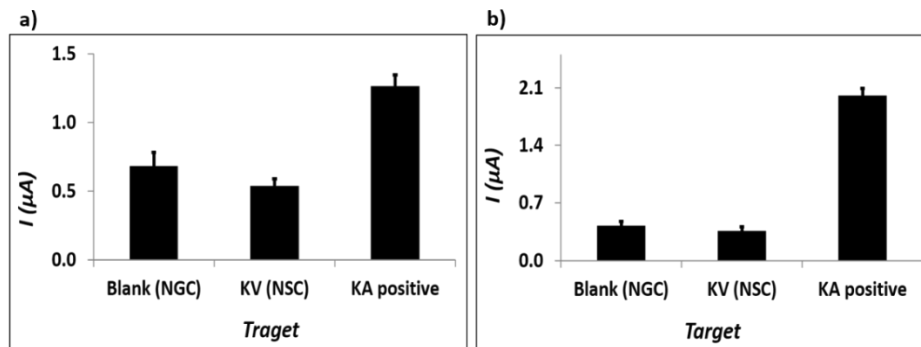 a)
1.5
1.0
0.5
0.0
I (μA)
Blank (NGC) KV (NSC) KA positive
Traget
b)
2.1
1.4
0.7
0.0
I (μA)
Blank (NGC) KV (NSC) KA positive
Target